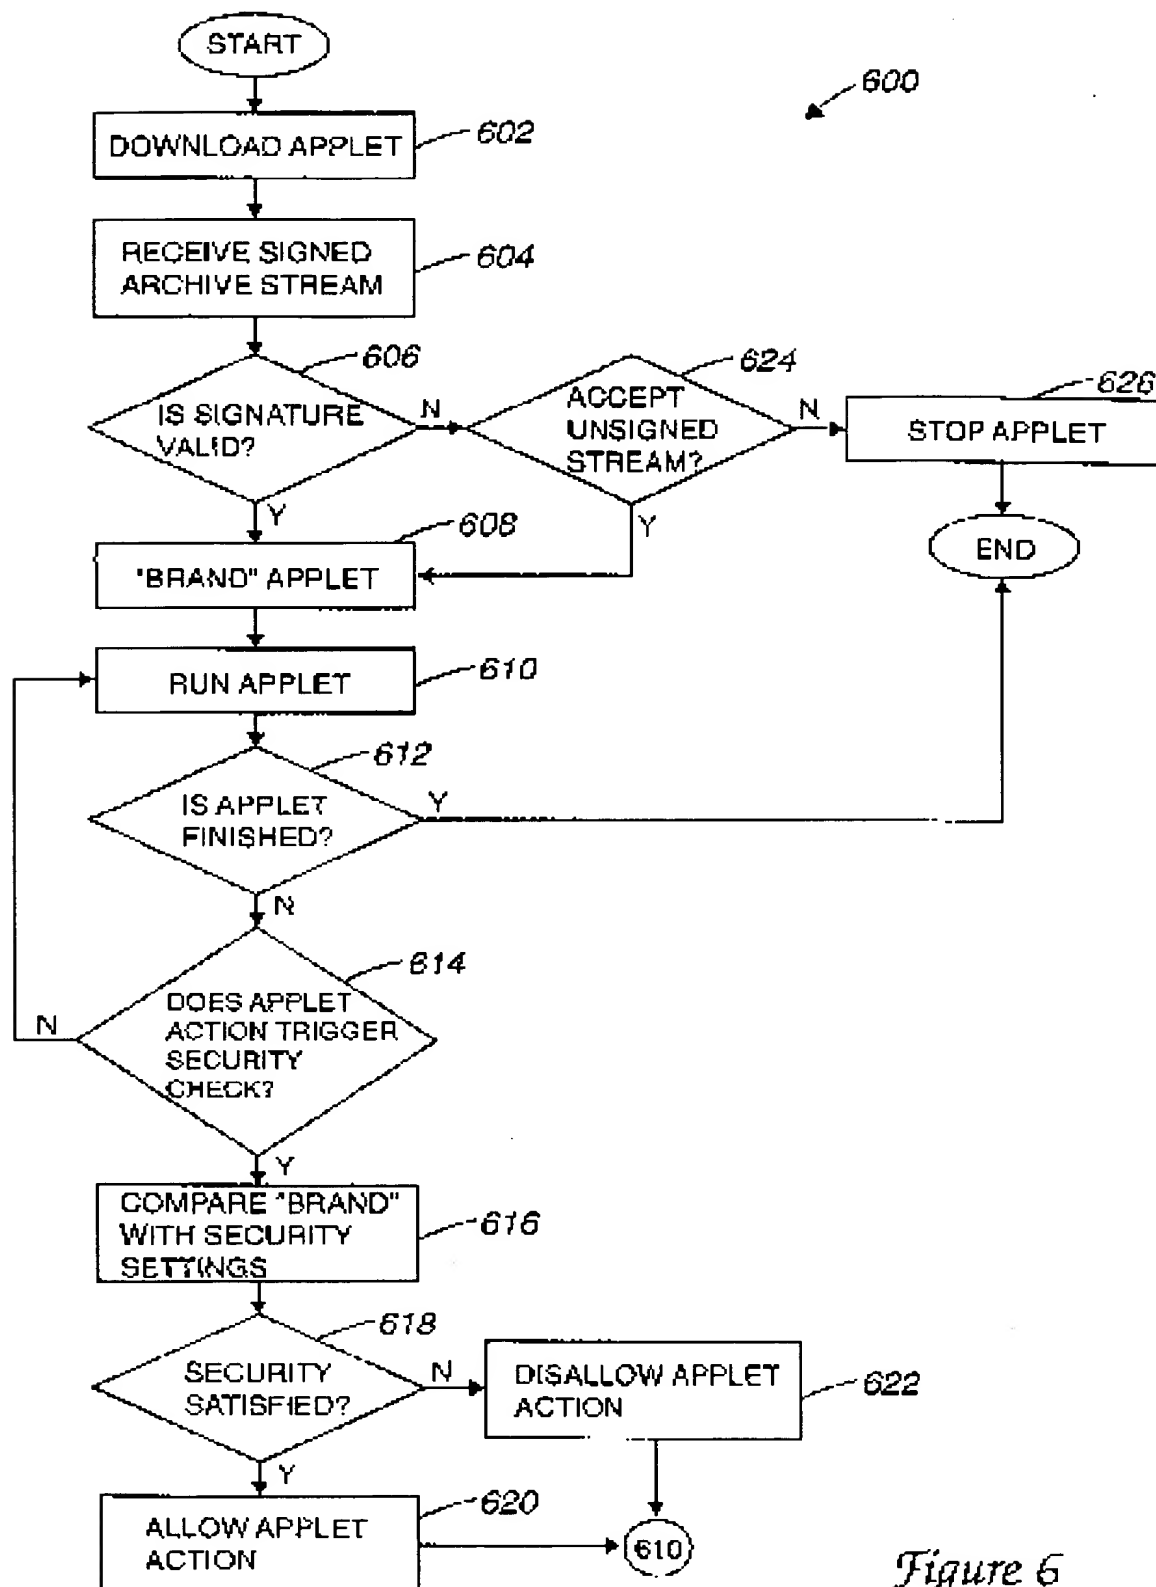 START
600
DOWNLOAD APPLET
602
RECEIVE SIGNED
ARCHIVE STREAM
604
606
IS SIGNATURE
VALID?
N
Y
624
ACCEPT
UNSIGNED
STREAM?
N
Y
626
STOP APPLET
END
608
"BRAND" APPLET
RUN APPLET
610
612
IS APPLET
FINISHED?
Y
N
614
DOES APPLET
ACTION TRIGGER
SECURITY
CHECK?
N
Y
COMPARE "BRAND"
WITH SECURITY
SETTINGS
616
618
SECURITY
SATISFIED?
N
Y
DISALLOW APPLET
ACTION
622
620
ALLOW APPLET
ACTION
610
Figure 6